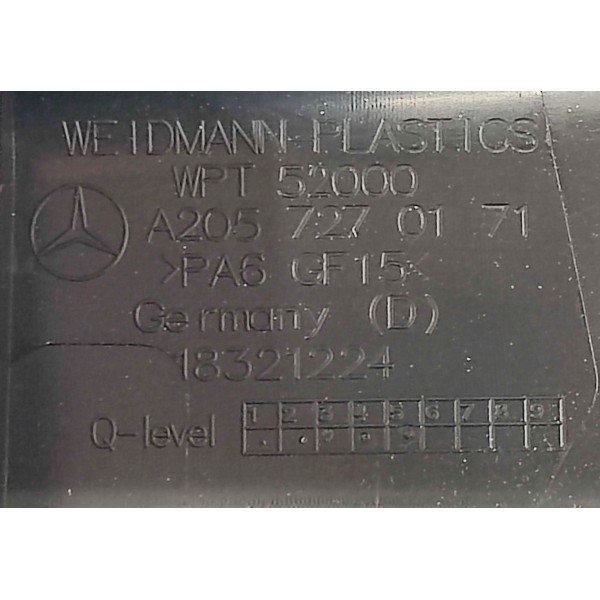 WEIDMANN-PLASTICS
WPT 52000
A205 727 01 71
>PA6 GF15<
Germany (D)
18321224
Q-level 1 2 3 4 5 6 7 8 9